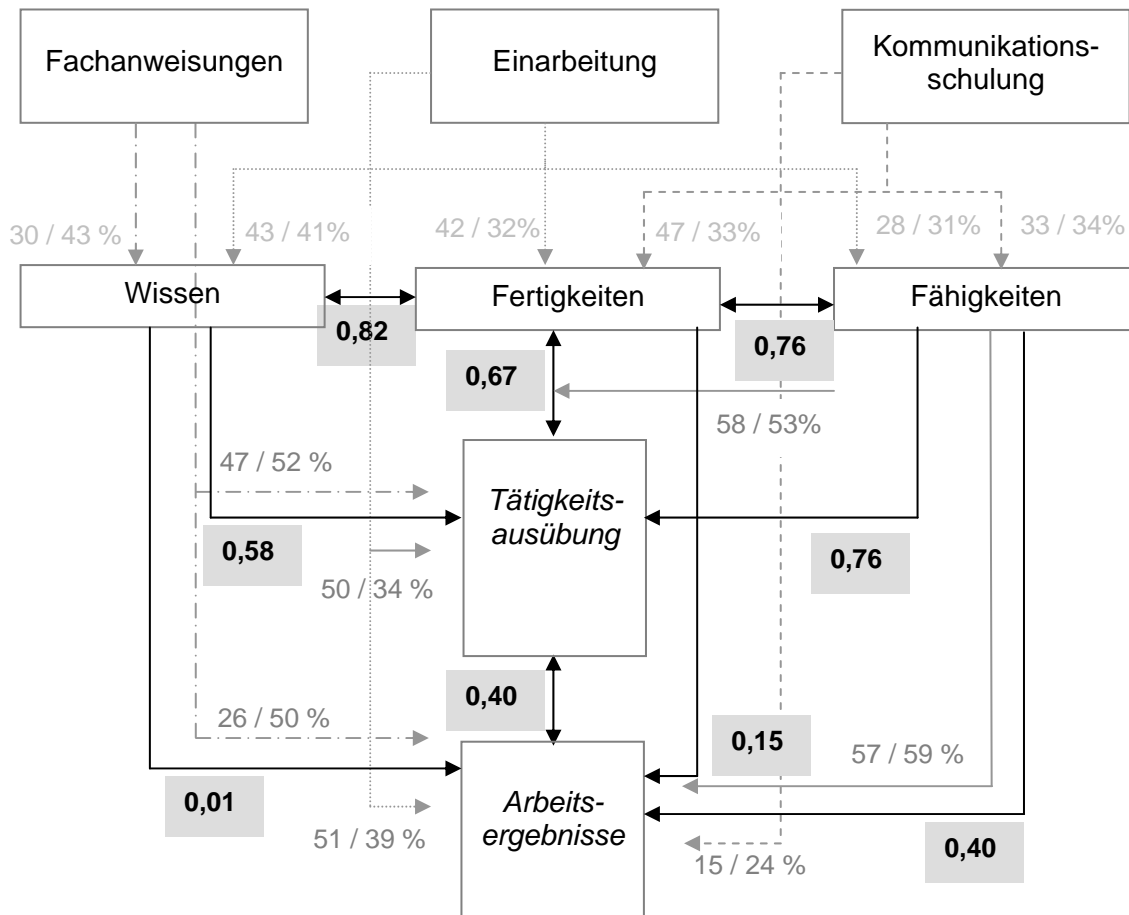 Fachanweisungen
Einarbeitung
Kommunikations-
schulung
30 / 43 %
43 / 41%
42 / 32%
47 / 33%
28 / 31%
33 / 34%
Wissen
Fertigkeiten
Fähigkeiten
0,82
0,76
0,67
58 / 53%
47 / 52 %
Tätigkeits-
ausübung
0,58
0,76
50 / 34 %
0,40
26 / 50 %
0,15
57 / 59 %
0,01
Arbeits-
ergebnisse
51 / 39 %
15 / 24 %
0,40